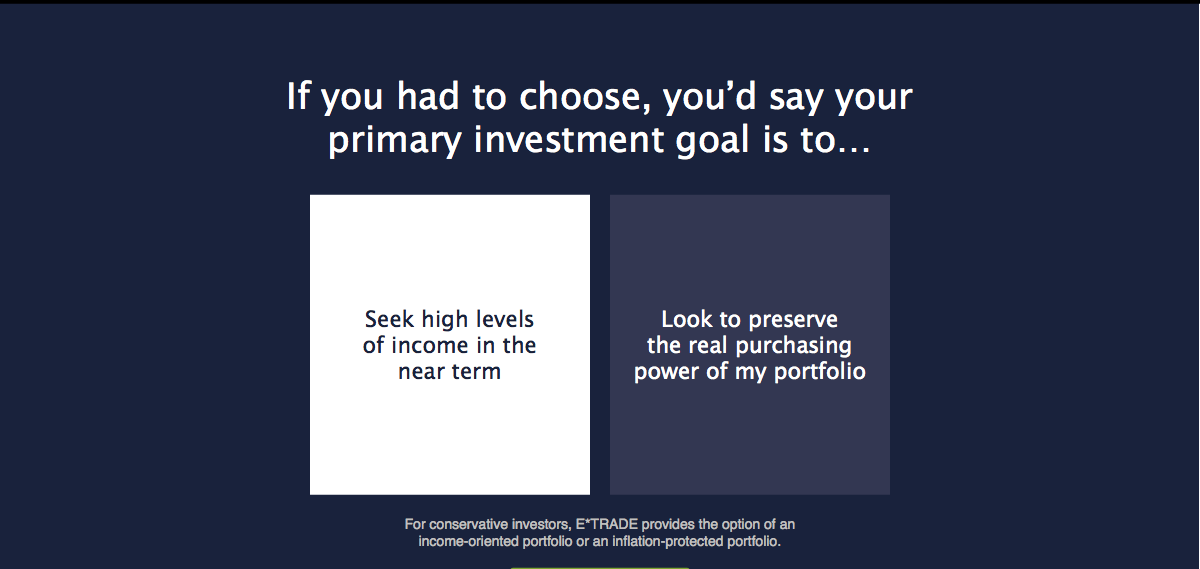 If you had to choose, you’d say your
primary investment goal is to…
Seek high levels
of income in the
near term
Look to preserve
the real purchasing
power of my portfolio
For conservative investors, E*TRADE provides the option of an
income-oriented portfolio or an inflation-protected portfolio.